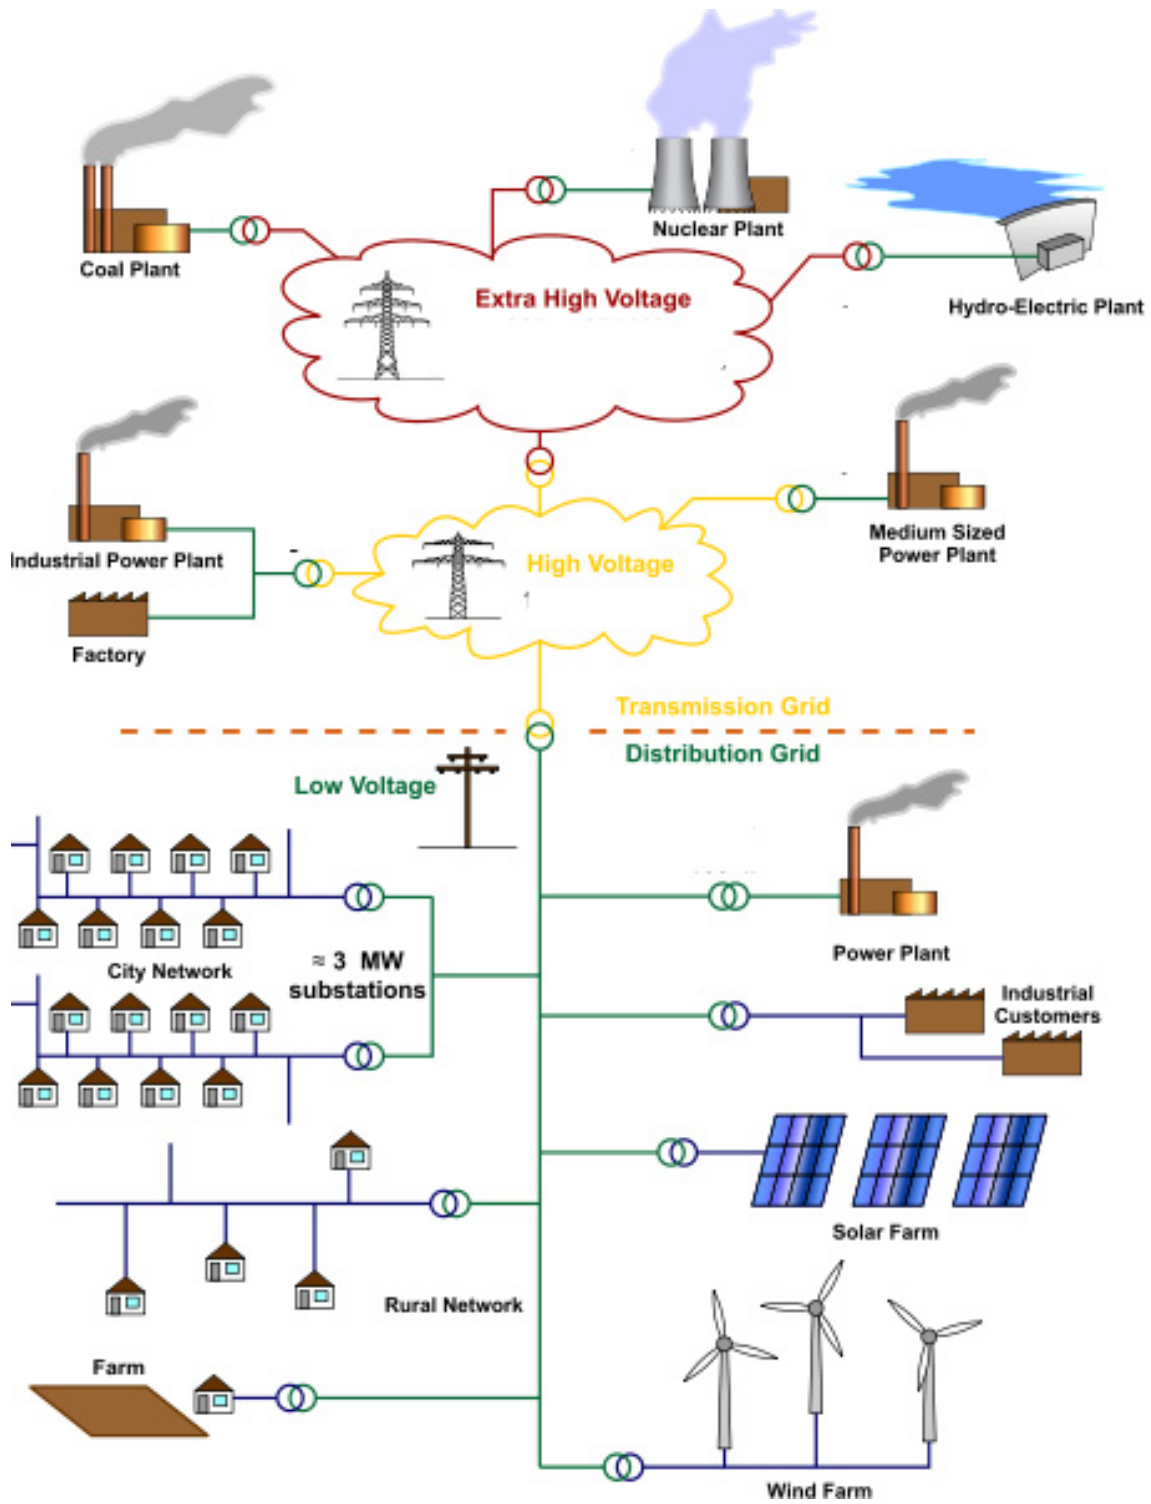 Nuclear Plant
Coal Plant
Extra High Voltage
Hydro-Electric Plant
Medium Sized
Power Plant
Industrial Power Plant
High Voltage
Factory
Transmission Grid
Distribution Grid
Low Voltage
Power Plant
City Network
≈ 3 MW
substations
Industrial
Customers
Solar Farm
Rural Network
Farm
Wind Farm